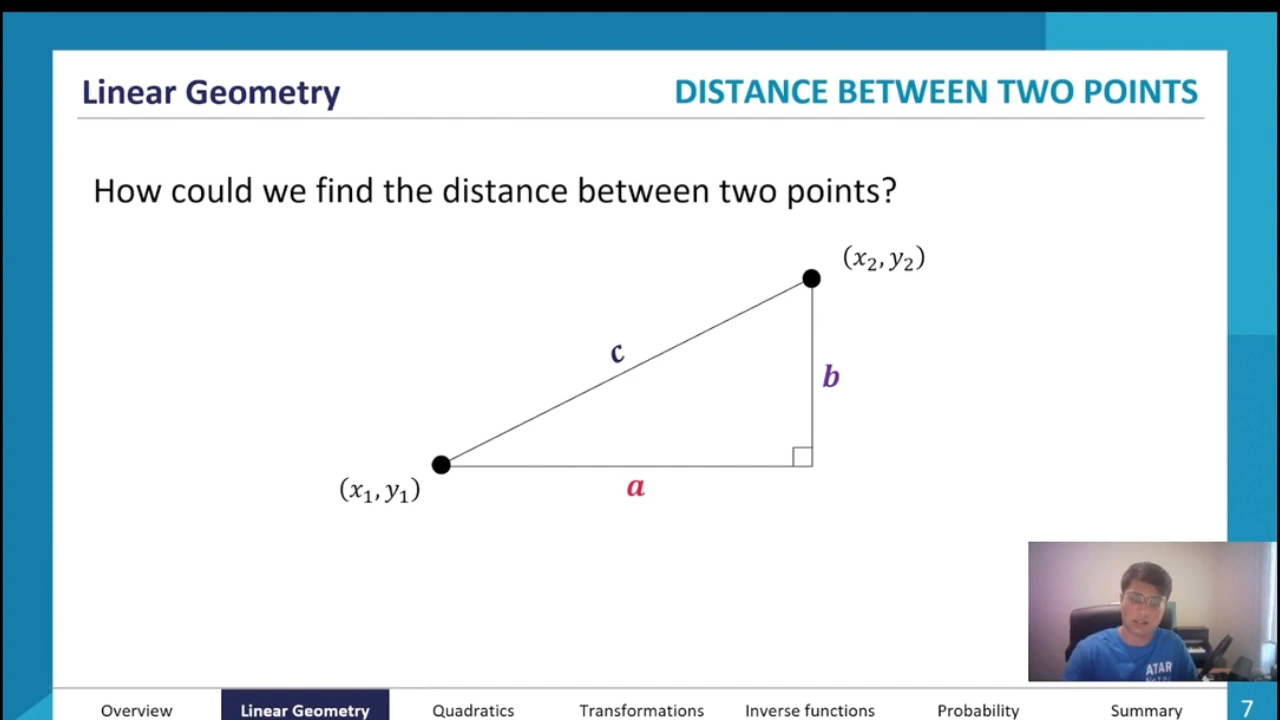 Linear Geometry
DISTANCE BETWEEN TWO POINTS
How could we find the distance between two points?
(x₂, y₂)
c
b
(x₁, y₁)
a
ATAR
Overview
Linear Geometry
Quadratics
Transformations
Inverse functions
Probability
Summary
7